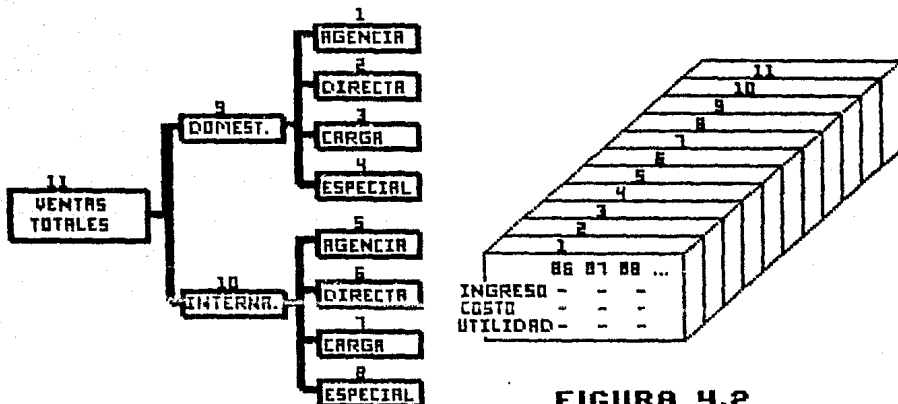 11
VENTAS
TOTALES
9
DOMEST.
10
INTERNA.
1
AGENCIA
2
DIRECTA
3
CARGA
4
ESPECIAL
5
AGENCIA
6
DIRECTA
7
CARGA
8
ESPECIAL
11
10
9
8
7
6
5
4
3
2
1
86 87 88 ...
INGRESO - - -
COSTO - - -
UTILIDAD - - -
FIGURA 4.2